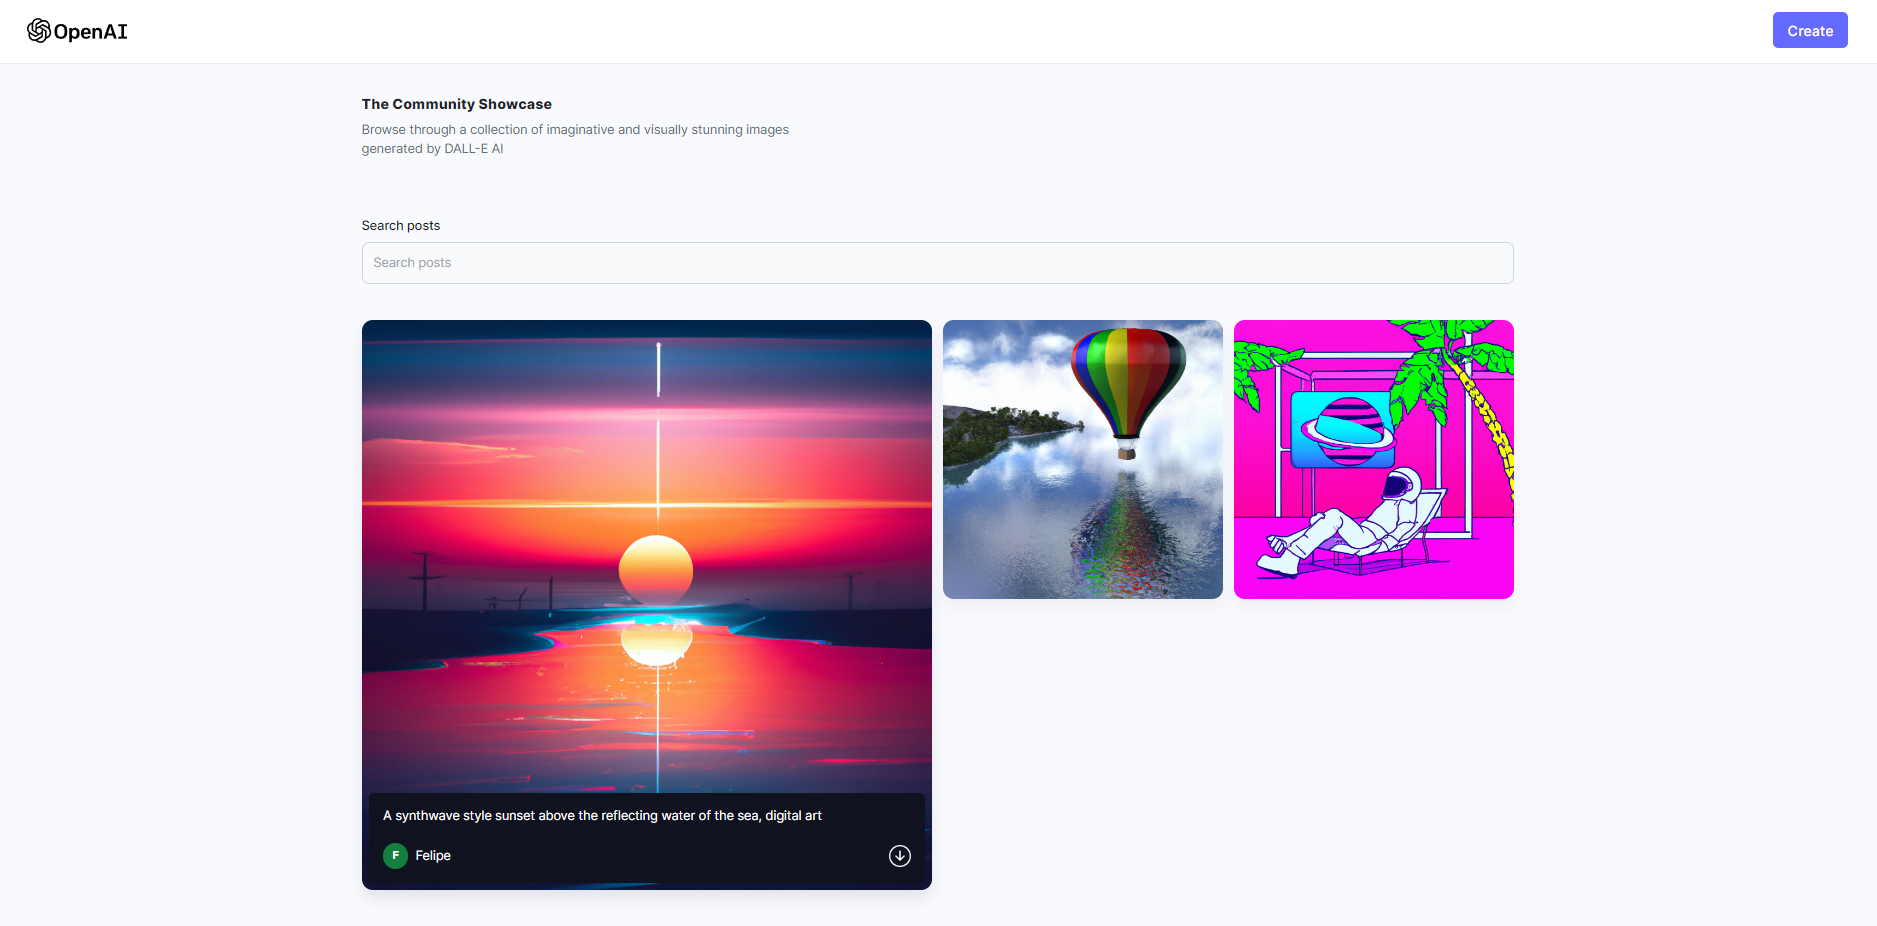 OpenAI
Create
The Community Showcase
Browse through a collection of imaginative and visually stunning images
generated by DALL-E AI
Search posts
Search posts
A synthwave style sunset above the reflecting water of the sea, digital art
F
Felipe